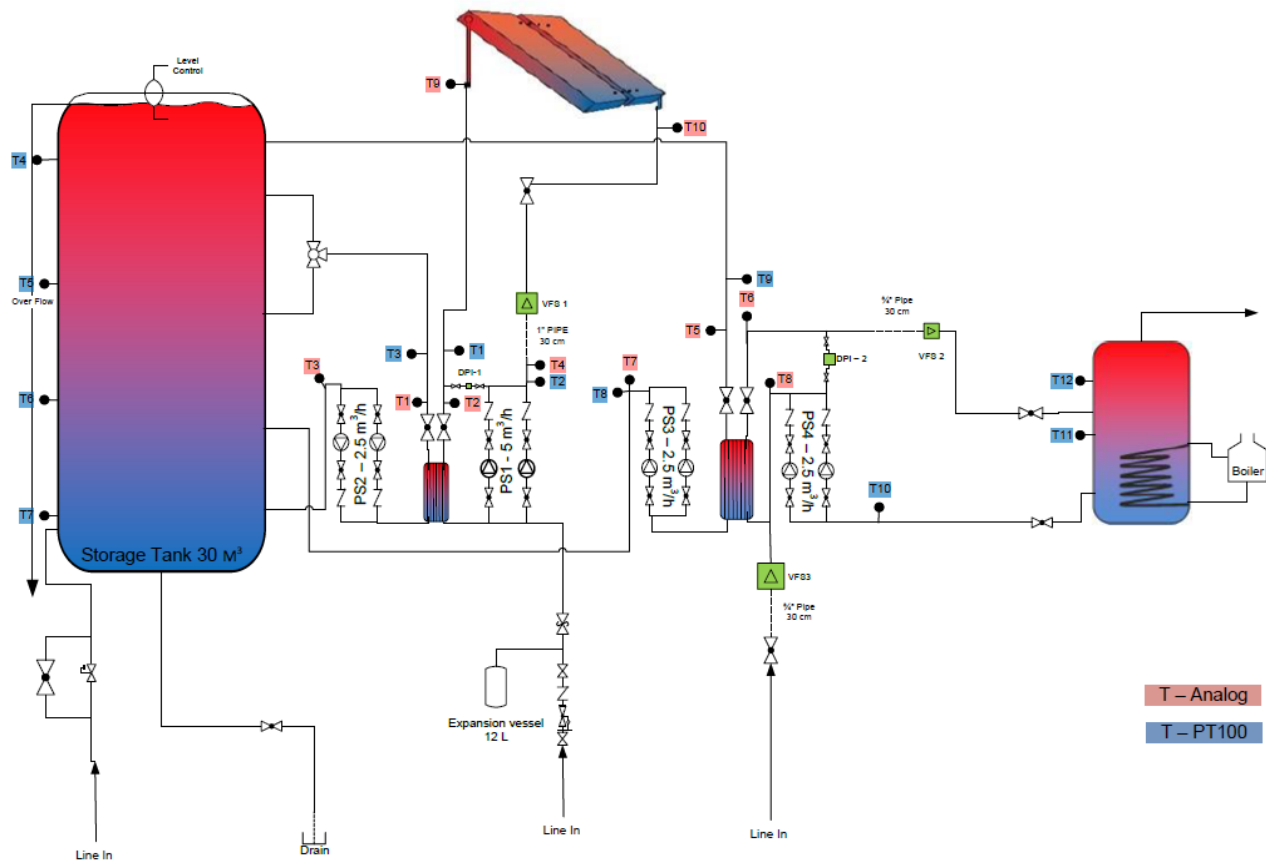 Level
Control
T9
T10
T4
T5
Over Flow
T9
T6
VFS 1
¾" Pipe
30 cm
1" PIPE
30 cm
T5
VFS 2
T3
T1
T3
T4
DPI-1
T2
T7
T8
DPI – 2
T12
T8
T6
T1
T2
T11
PS2 – 2.5 m³/h
PS1 - 5 m³/h
PS3 – 2.5 m³/h
PS4 – 2.5 m³/h
Boiler
T10
T7
Storage Tank 30 м³
VFS3
¾" Pipe
30 cm
Expansion vessel
12 L
T – Analog
T – PT100
Line In
Drain
Line In
Line In